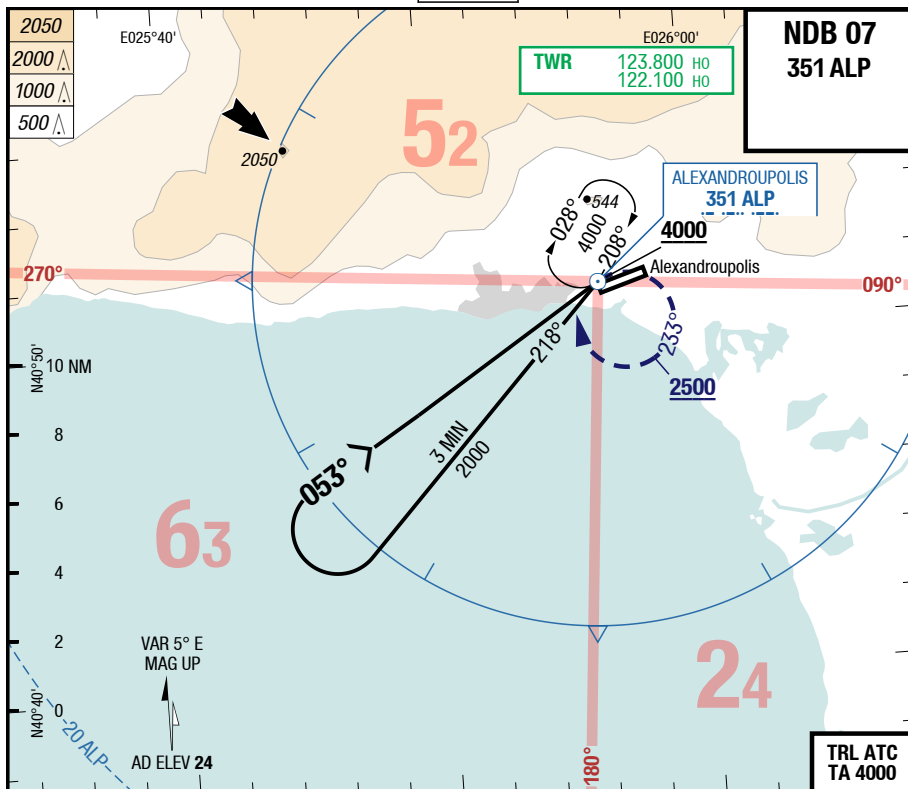 2050
2000
1000
500
E025°40'
E026°00'
TWR 123.800 HO
122.100 HO
NDB 07
351 ALP
52
2050
ALEXANDROUPOLIS
351 ALP
544
028°
4000
208°
4000
Alexandroupolis
270°
090°
218°
233°
2500
N40°50'
10 NM
8
6
4
2
0
3 MIN
2000
053°
63
24
VAR 5° E
MAG UP
AD ELEV 24
N40°40'
20 ALP
180°
TRL ATC
TA 4000